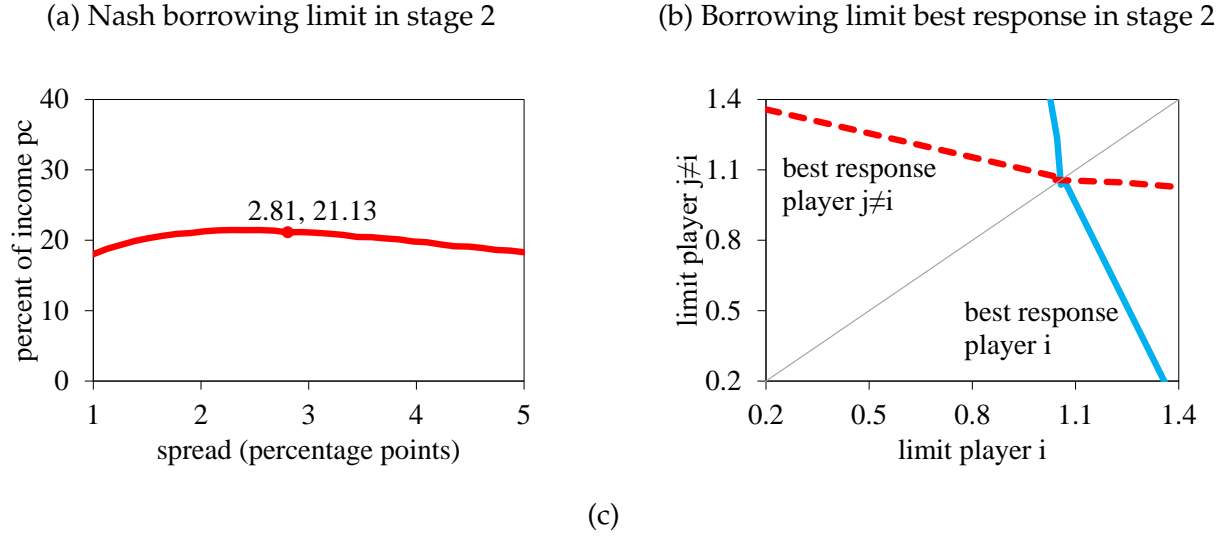 (a) Nash borrowing limit in stage 2
percent of income pc
40
30
20
10
0
2.81, 21.13
1 2 3 4 5
spread (percentage points)
(b) Borrowing limit best response in stage 2
limit player j≠i
1.4
1.1
0.8
0.5
0.2
best response
player j≠i
best response
player i
0.2 0.5 0.8 1.1 1.4
limit player i
(c)